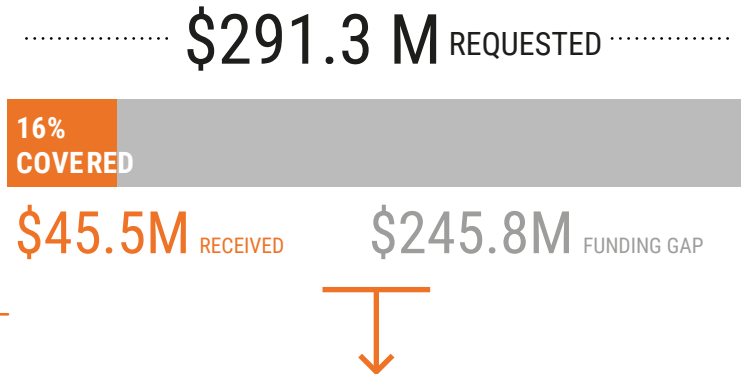 $291.3 M REQUESTED
16%
COVERED
$45.5M RECEIVED
$245.8M FUNDING GAP